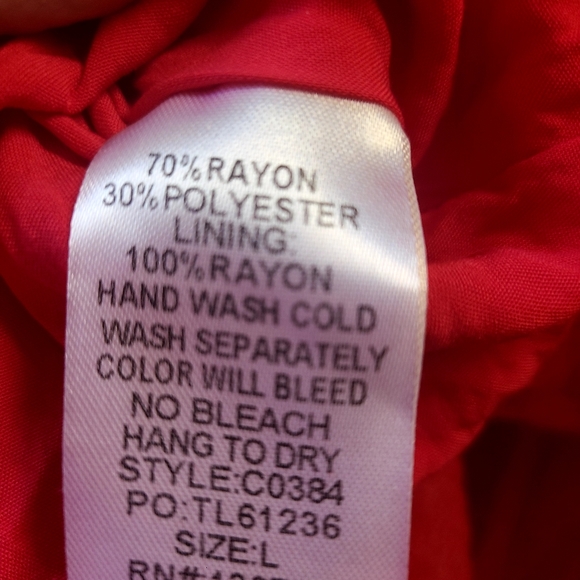 70%RAYON
30%POLYESTER
LINING:
100%RAYON
HAND WASH COLD
WASH SEPARATELY
COLOR WILL BLEED
NO BLEACH
HANG TO DRY
STYLE:C0384
PO:TL61236
SIZE:L